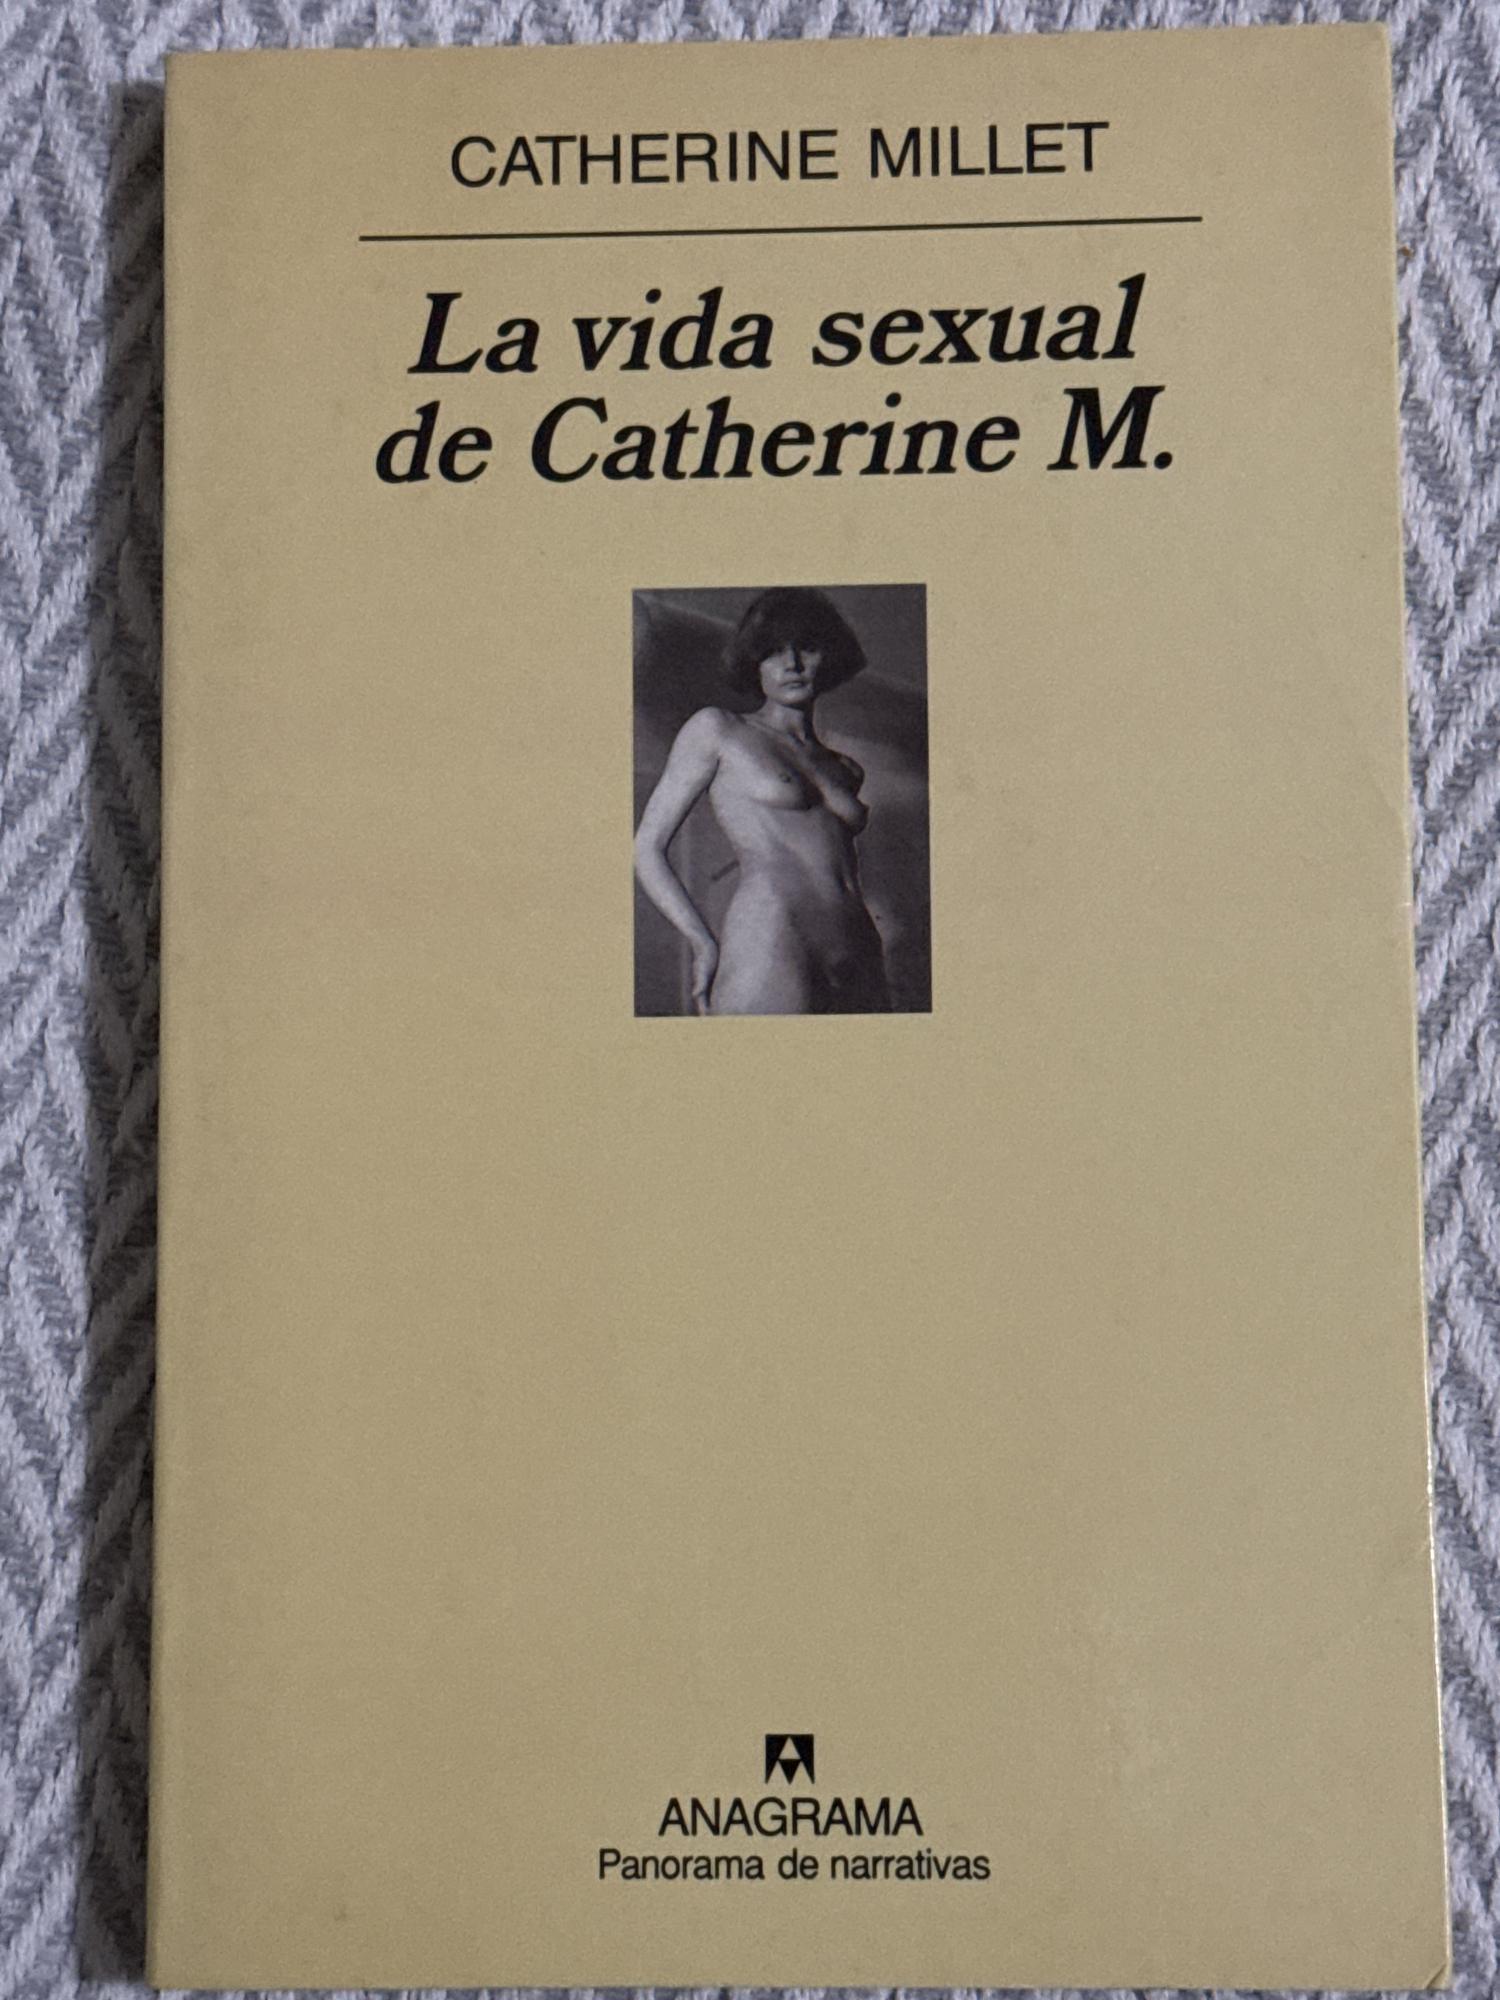 CATHERINE MILLET
La vida sexual
de Catherine M.
ANAGRAMA
Panorama de narrativas